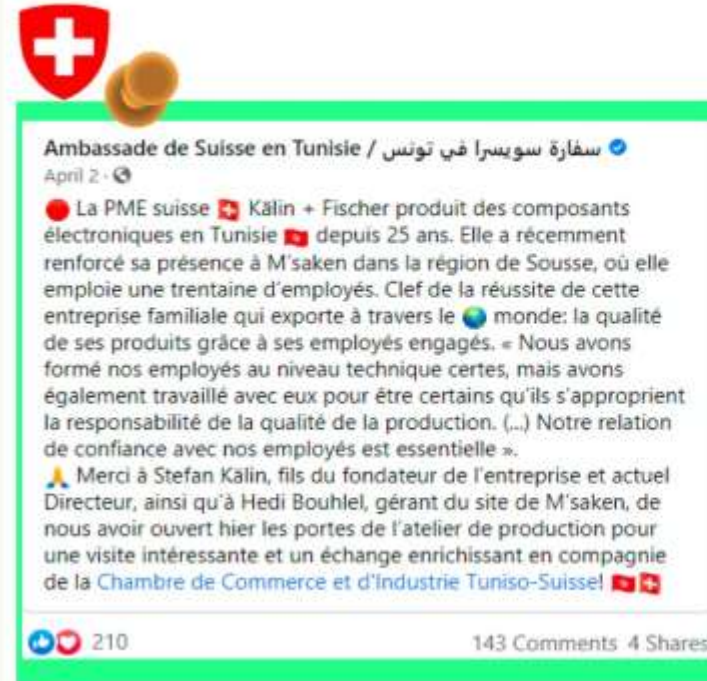 Ambassade de Suisse en Tunisie / سفارة سويسرا في تونس
April 2 ·
🔴 La PME suisse 🇨🇭 Kälin + Fischer produit des composants
électroniques en Tunisie 🇹🇳 depuis 25 ans. Elle a récemment
renforcé sa présence à M'saken dans la région de Sousse, où elle
emploie une trentaine d'employés. Clef de la réussite de cette
entreprise familiale qui exporte à travers le 🌍 monde: la qualité
de ses produits grâce à ses employés engagés. « Nous avons
formé nos employés au niveau technique certes, mais avons
également travaillé avec eux pour être certains qu'ils s'approprient
la responsabilité de la qualité de la production. (...) Notre relation
de confiance avec nos employés est essentielle ».
🙏 Merci à Stefan Kälin, fils du fondateur de l'entreprise et actuel
Directeur, ainsi qu'à Hedi Bouhlel, gérant du site de M'saken, de
nous avoir ouvert hier les portes de l'atelier de production pour
une visite intéressante et un échange enrichissant en compagnie
de la Chambre de Commerce et d'Industrie Tuniso-Suisse! 🇹🇳🇨🇭
210
143 Comments 4 Shares